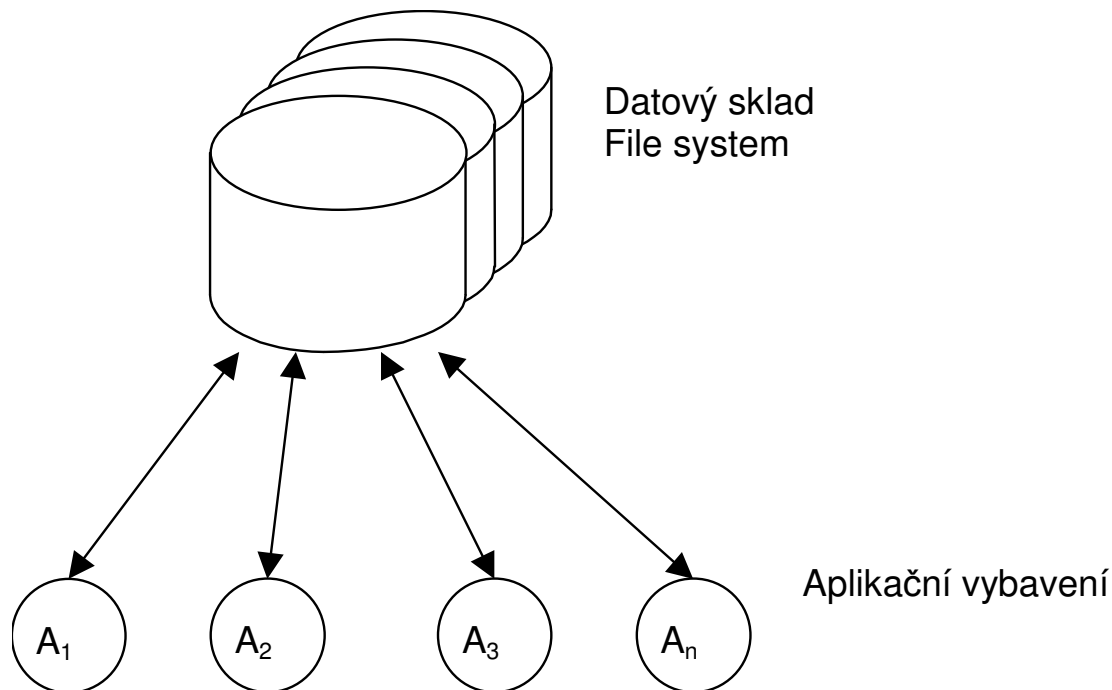 Datový sklad
File system
Aplikační vybavení
A₁
A₂
A₃
Aₙ